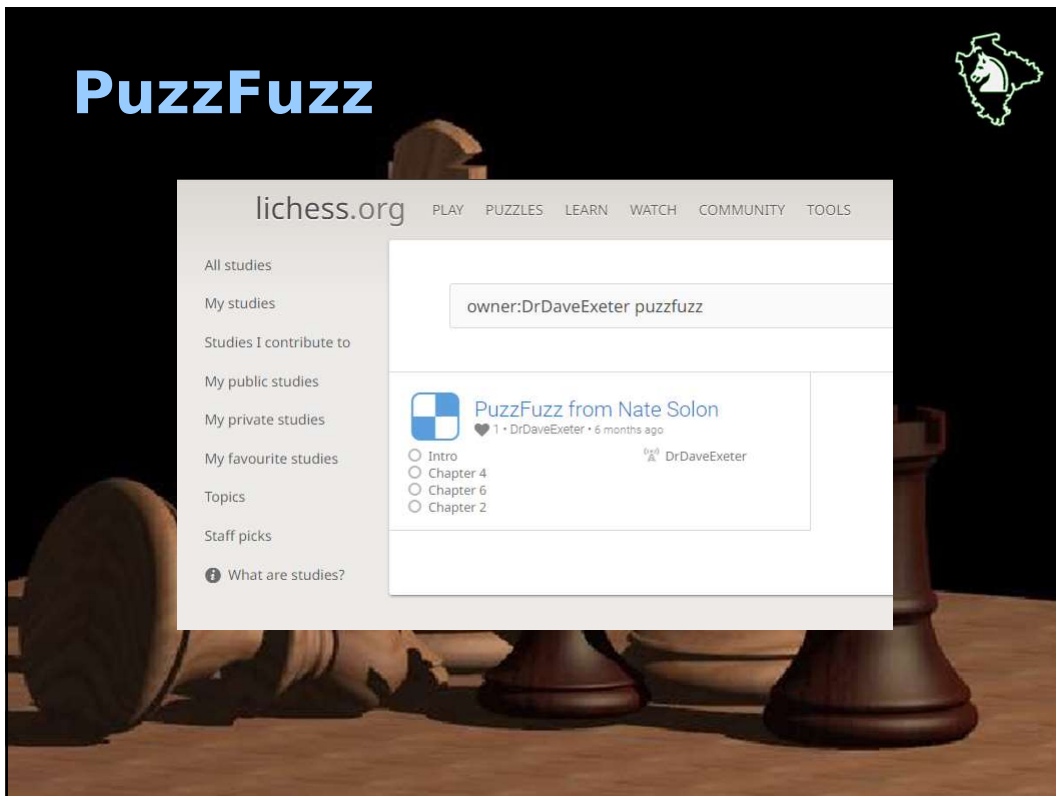 PuzzFuzz
lichess.org PLAY PUZZLES LEARN WATCH COMMUNITY TOOLS
All studies
My studies
Studies I contribute to
My public studies
My private studies
My favourite studies
Topics
Staff picks
What are studies?
owner:DrDaveExeter puzzfuzz
PuzzFuzz from Nate Solon
1 • DrDaveExeter • 6 months ago
Intro
Chapter 4
Chapter 6
Chapter 2
DrDaveExeter